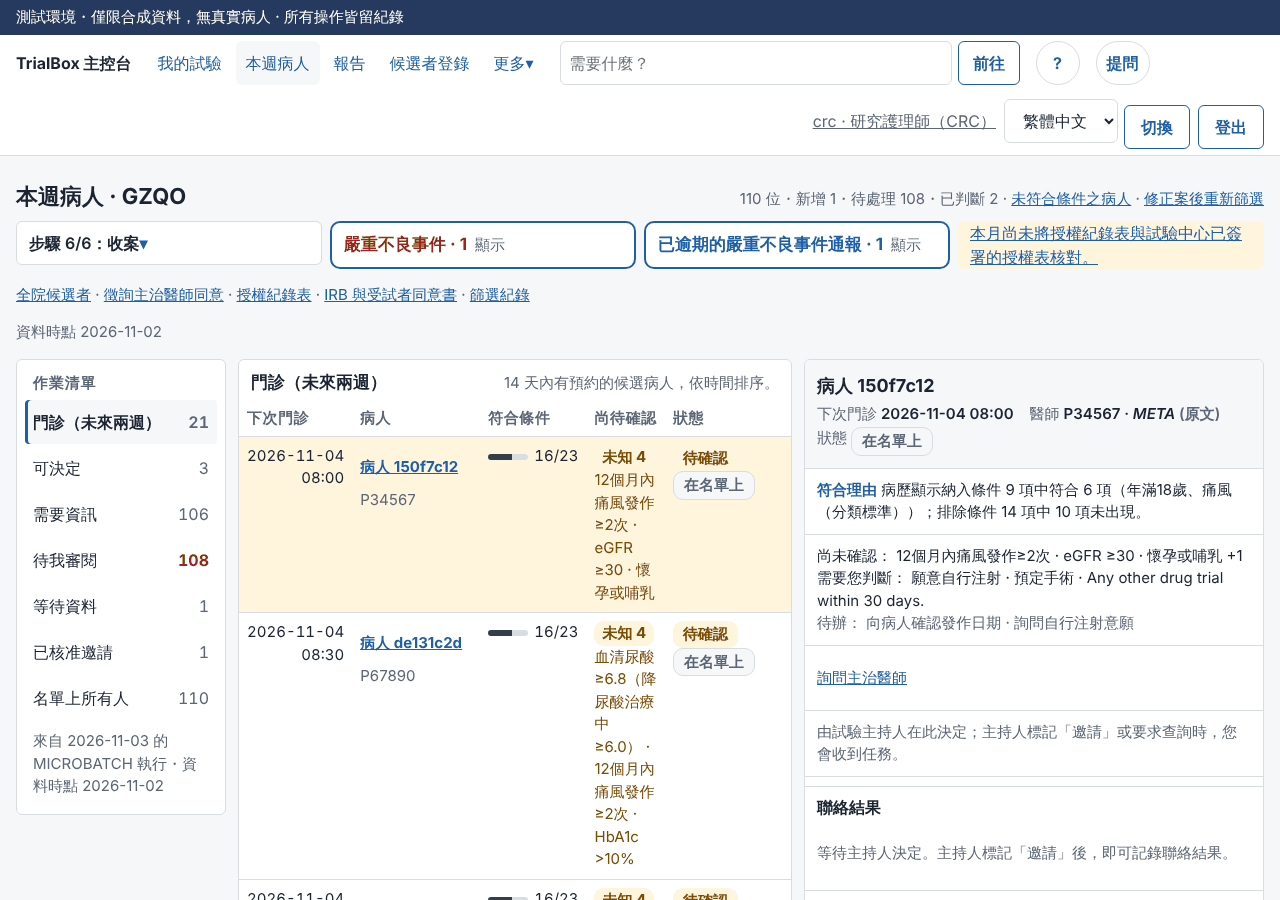 測試環境・僅限合成資料，無真實病人 · 所有操作皆留紀錄
TrialBox 主控台 我的試驗 本週病人 報告 候選者登錄 更多▾ 需要什麼？ 前往 ? 提問
crc · 研究護理師（CRC） 繁體中文 切換 登出
本週病人 · GZQO
110 位・新增 1・待處理 108・已判斷 2 · 未符合條件之病人 · 修正案後重新篩選
步驟 6/6：收案▾
嚴重不良事件 · 1 顯示
已逾期的嚴重不良事件通報 · 1 顯示
本月尚未將授權紀錄表與試驗中心已簽
署的授權表核對。
全院候選者 · 徵詢主治醫師同意 · 授權紀錄表 · IRB 與受試者同意書 · 篩選紀錄
資料時點 2026-11-02
作業清單
門診（未來兩週） 21
可決定 3
需要資訊 106
待我審閱 108
等待資料 1
已核准邀請 1
名單上所有人 110
來自 2026-11-03 的
MICROBATCH 執行・資
料時點 2026-11-02
門診（未來兩週） 14 天內有預約的候選病人，依時間排序。
下次門診 病人 符合條件 尚待確認 狀態
2026-11-04
08:00
病人 150f7c12
P34567
16/23
未知 4
12個月內
痛風發作
≥2次 ·
eGFR
≥30 · 懷
孕或哺乳
待確認
在名單上
2026-11-04
08:30
病人 de131c2d
P67890
16/23
未知 4
血清尿酸
≥6.8（降
尿酸治療
中
≥6.0） ·
12個月內
痛風發作
≥2次 ·
HbA1c
>10%
待確認
在名單上
2026-11-04
16/23
未知 4
待確認
病人 150f7c12
下次門診 2026-11-04 08:00 醫師 P34567 · META (原文)
狀態 在名單上
符合理由 病歷顯示納入條件 9 項中符合 6 項（年滿18歲、痛風
（分類標準））；排除條件 14 項中 10 項未出現。
尚未確認： 12個月內痛風發作≥2次 · eGFR ≥30 · 懷孕或哺乳 +1
需要您判斷： 願意自行注射 · 預定手術 · Any other drug trial
within 30 days.
待辦： 向病人確認發作日期 · 詢問自行注射意願
詢問主治醫師
由試驗主持人在此決定；主持人標記「邀請」或要求查詢時，您
會收到任務。
聯絡結果
等待主持人決定。主持人標記「邀請」後，即可記錄聯絡結果。